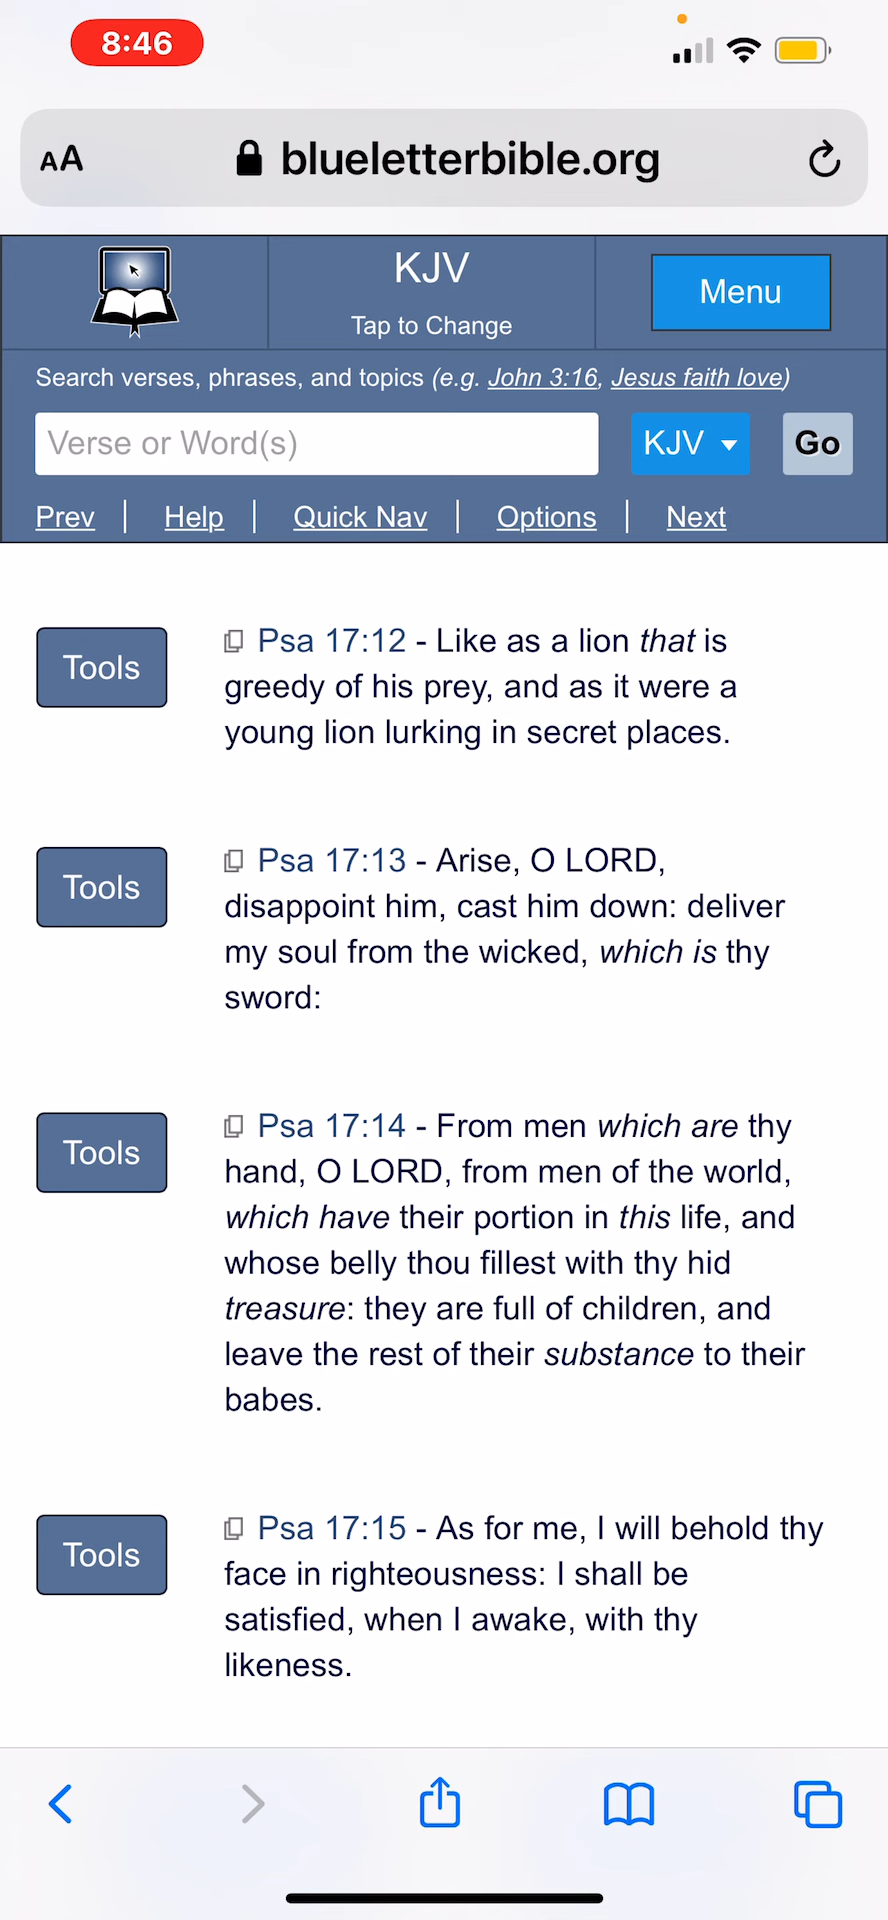 8:46
AA blueletterbible.org
KJV
Tap to Change
Menu
Search verses, phrases, and topics (e.g. John 3:16, Jesus faith love)
Verse or Word(s)
KJV
Go
Prev | Help | Quick Nav | Options | Next
Tools
Psa 17:12 - Like as a lion that is
greedy of his prey, and as it were a
young lion lurking in secret places.
Tools
Psa 17:13 - Arise, O LORD,
disappoint him, cast him down: deliver
my soul from the wicked, which is thy
sword:
Tools
Psa 17:14 - From men which are thy
hand, O LORD, from men of the world,
which have their portion in this life, and
whose belly thou fillest with thy hid
treasure: they are full of children, and
leave the rest of their substance to their
babes.
Tools
Psa 17:15 - As for me, I will behold thy
face in righteousness: I shall be
satisfied, when I awake, with thy
likeness.